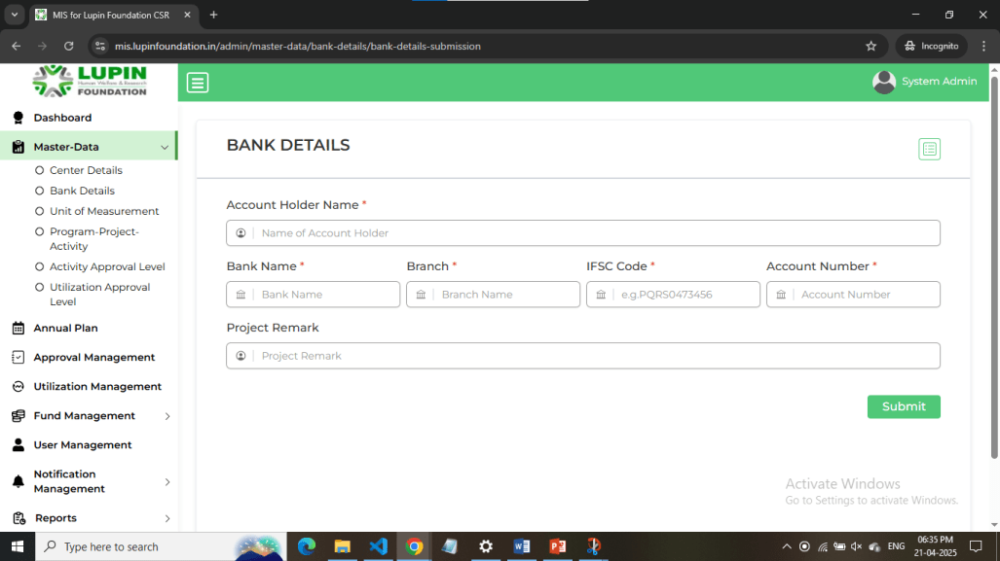 MIS for Lupin Foundation CSR
mis.lupinfoundation.in/admin/master-data/bank-details/bank-details-submission
Incognito
LUPIN
Human Welfare & Research
FOUNDATION
System Admin
Dashboard
Master-Data
Center Details
Bank Details
Unit of Measurement
Program-Project-
Activity
Activity Approval Level
Utilization Approval
Level
Annual Plan
Approval Management
Utilization Management
Fund Management
User Management
Notification
Management
Reports
BANK DETAILS
Account Holder Name *
Name of Account Holder
Bank Name * Branch * IFSC Code * Account Number *
Bank Name Branch Name e.g.PQRS0473456 Account Number
Project Remark
Project Remark
Submit
Activate Windows
Go to Settings to activate Windows.
Type here to search
ENG
06:35 PM
21-04-2025